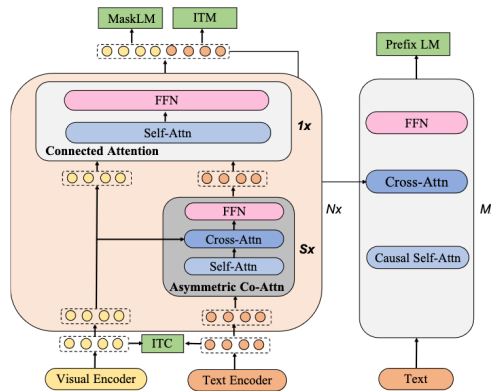 MaskLM
ITM
Prefix LM
FFN
Self-Attn
1x
Connected Attention
FFN
Cross-Attn
Self-Attn
Sx
Asymmetric Co-Attn
Nx
FFN
Cross-Attn
Causal Self-Attn
M
ITC
Visual Encoder
Text Encoder
Text